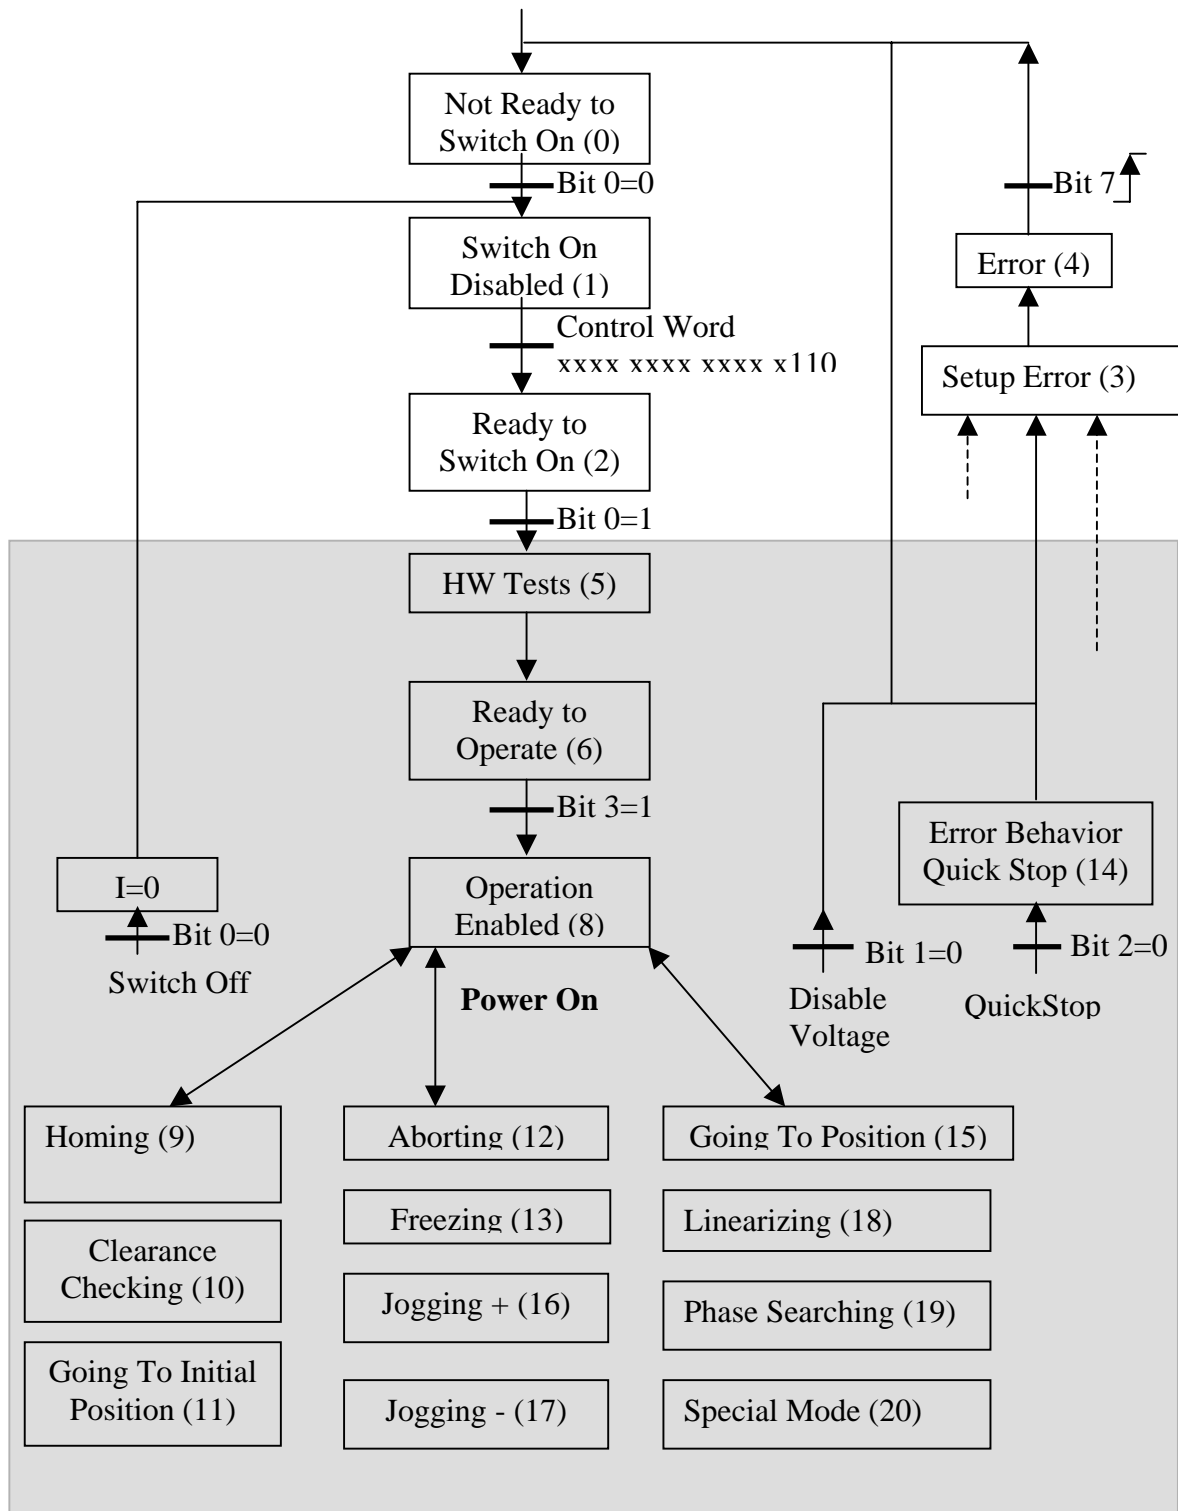 Not Ready to
Switch On (0)
Bit 0=0
Switch On
Disabled (1)
Control Word
xxxx xxxx xxxx x110
Ready to
Switch On (2)
Bit 0=1
Bit 7
Error (4)
Setup Error (3)
HW Tests (5)
Ready to
Operate (6)
Bit 3=1
Operation
Enabled (8)
I=0
Bit 0=0
Switch Off
Power On
Error Behavior
Quick Stop (14)
Bit 1=0
Disable
Voltage
Bit 2=0
QuickStop
Homing (9)
Clearance
Checking (10)
Going To Initial
Position (11)
Aborting (12)
Freezing (13)
Jogging + (16)
Jogging - (17)
Going To Position (15)
Linearizing (18)
Phase Searching (19)
Special Mode (20)